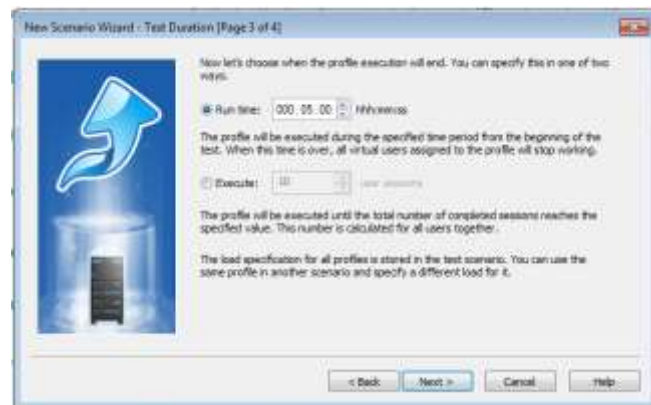 New Scenario Wizard - Test Duration [Page 3 of 4]
Now let's choose when the profile execution will end. You can specify this in one of two
ways.
Run time: 000 : 05 : 00 hhh:mm:ss
The profile will be executed during the specified time period from the beginning of the
test. When this time is over, all virtual users assigned to the profile will stop working.
Execute: 10 user sessions
The profile will be executed until the total number of completed sessions reaches the
specified value. This number is calculated for all users together.
The load specification for all profiles is stored in the test scenario. You can use the
same profile in another scenario and specify a different load for it.
< Back Next > Cancel Help